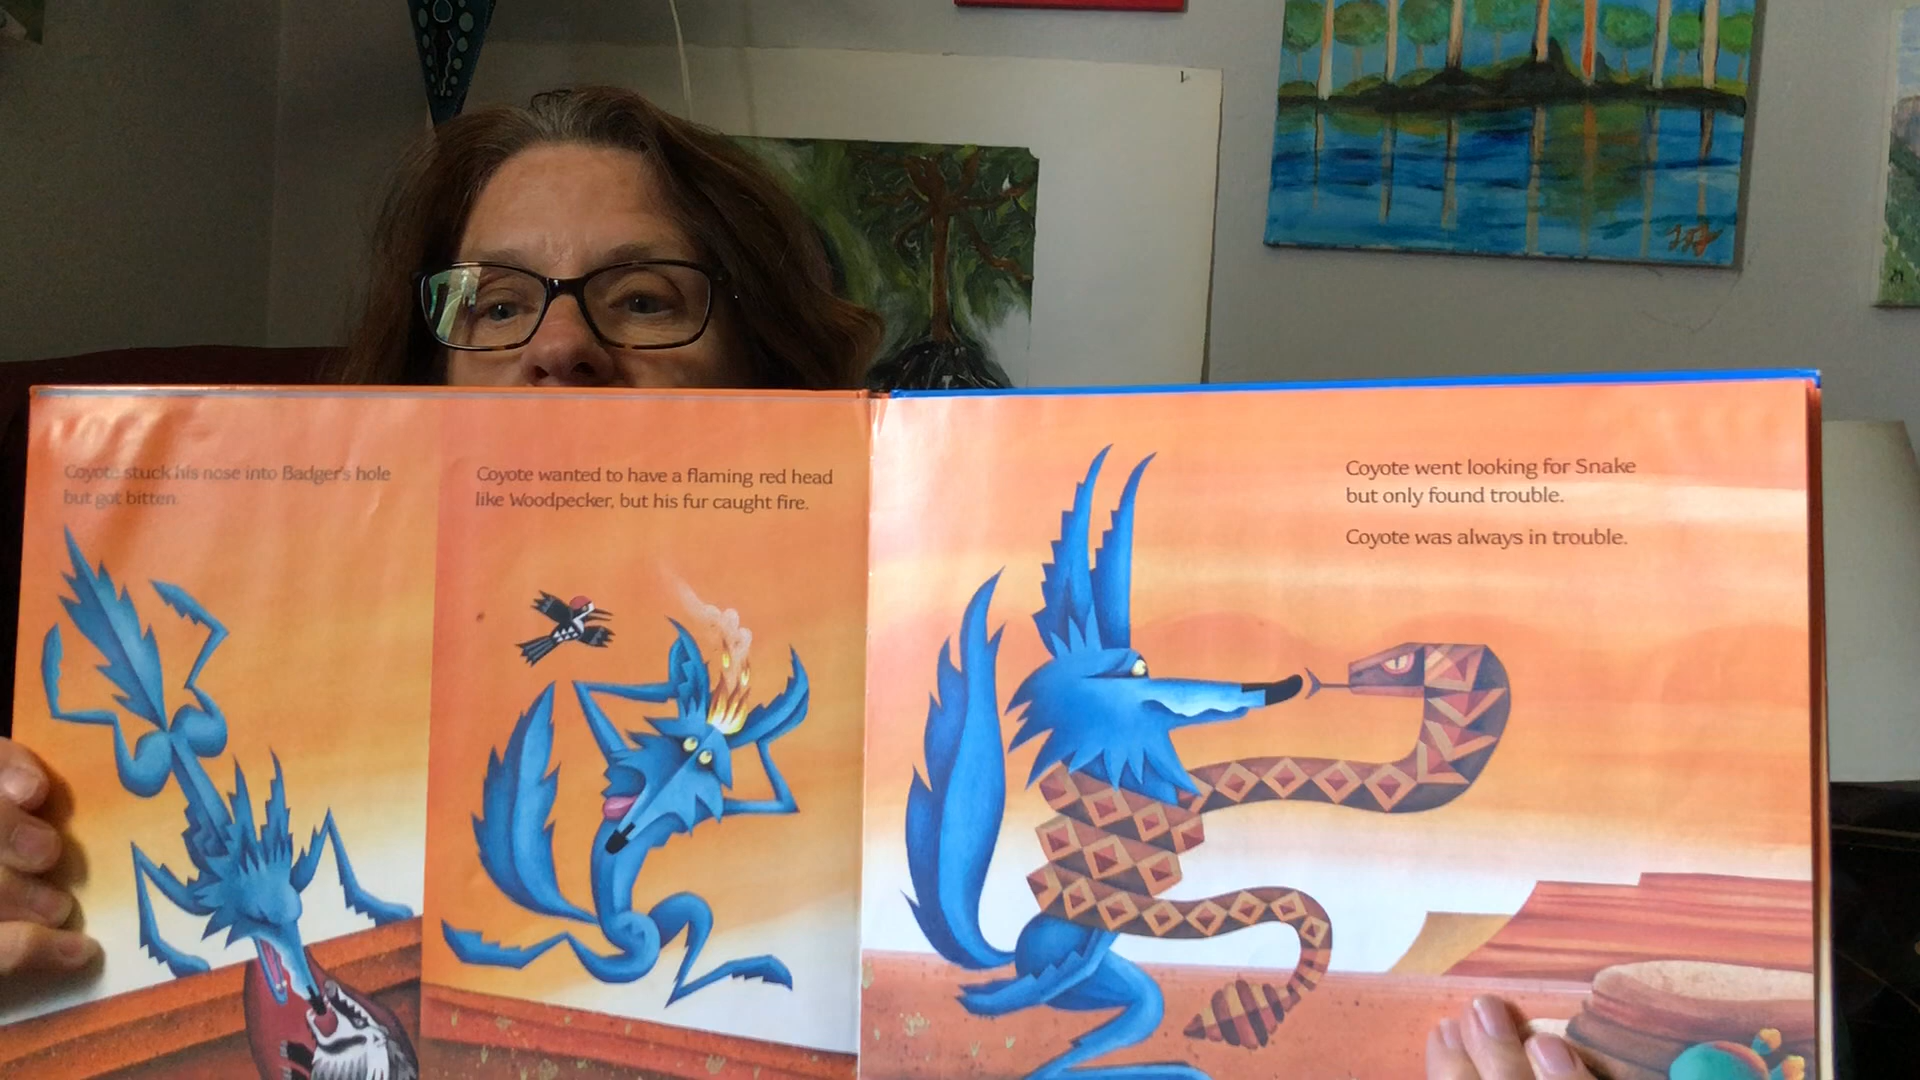 Coyote stuck his nose into Badger's hole
but got bitten.
Coyote wanted to have a flaming red head
like Woodpecker, but his fur caught fire.
Coyote went looking for Snake
but only found trouble.
Coyote was always in trouble.